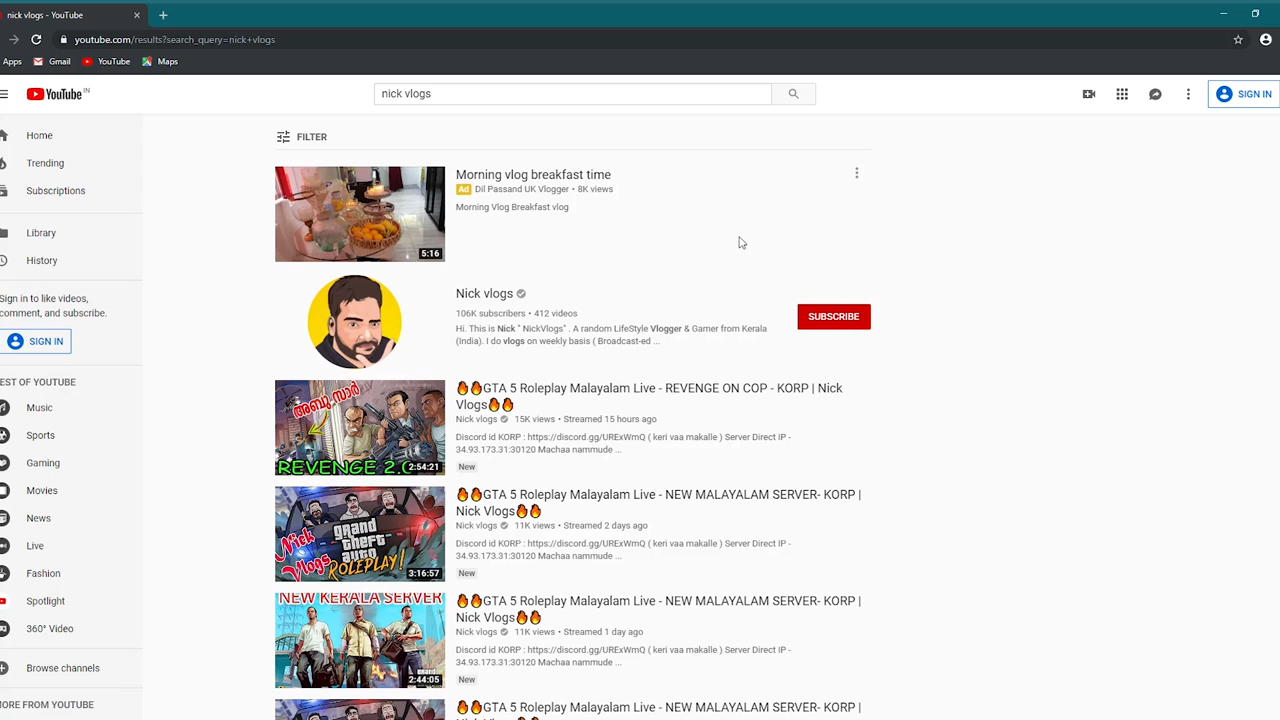 nick vlogs - YouTube
youtube.com/results?search_query=nick+vlogs
Apps Gmail YouTube Maps
YouTube IN
nick vlogs
SIGN IN
Home
Trending
Subscriptions
Library
History
Sign in to like videos,
comment, and subscribe.
SIGN IN
EST OF YOUTUBE
Music
Sports
Gaming
Movies
News
Live
Fashion
Spotlight
360° Video
Browse channels
MORE FROM YOUTUBE
FILTER
5:16
Morning vlog breakfast time
Ad Dil Passand UK Vlogger • 8K views
Morning Vlog Breakfast vlog
Nick vlogs
106K subscribers • 412 videos
Hi. This is Nick " NickVlogs" . A random LifeStyle Vlogger & Gamer from Kerala
(India). I do vlogs on weekly basis ( Broadcast-ed ...
SUBSCRIBE
അബു സാർ
REVENGE 2.0
2:54:21
🔥🔥GTA 5 Roleplay Malayalam Live - REVENGE ON COP - KORP | Nick
Vlogs🔥🔥
Nick vlogs 15K views • Streamed 15 hours ago
Discord id KORP : https://discord.gg/URExWmQ ( keri vaa makalle ) Server Direct IP -
34.93.173.31:30120 Machaa nammude ...
New
Nick
Vlogs
grand
theft
auto
ROLEPLAY!
3:16:57
🔥🔥GTA 5 Roleplay Malayalam Live - NEW MALAYALAM SERVER- KORP |
Nick Vlogs🔥🔥
Nick vlogs 11K views • Streamed 2 days ago
Discord id KORP : https://discord.gg/URExWmQ ( keri vaa makalle ) Server Direct IP -
34.93.173.31:30120 Machaa nammude ...
New
NEW KERALA SERVER
2:44:05
🔥🔥GTA 5 Roleplay Malayalam Live - NEW MALAYALAM SERVER- KORP |
Nick Vlogs🔥🔥
Nick vlogs 11K views • Streamed 1 day ago
Discord id KORP : https://discord.gg/URExWmQ ( keri vaa makalle ) Server Direct IP -
34.93.173.31:30120 Machaa nammude ...
New
🔥🔥GTA 5 Roleplay Malayalam Live - NEW MALAYALAM SERVER- KORP |